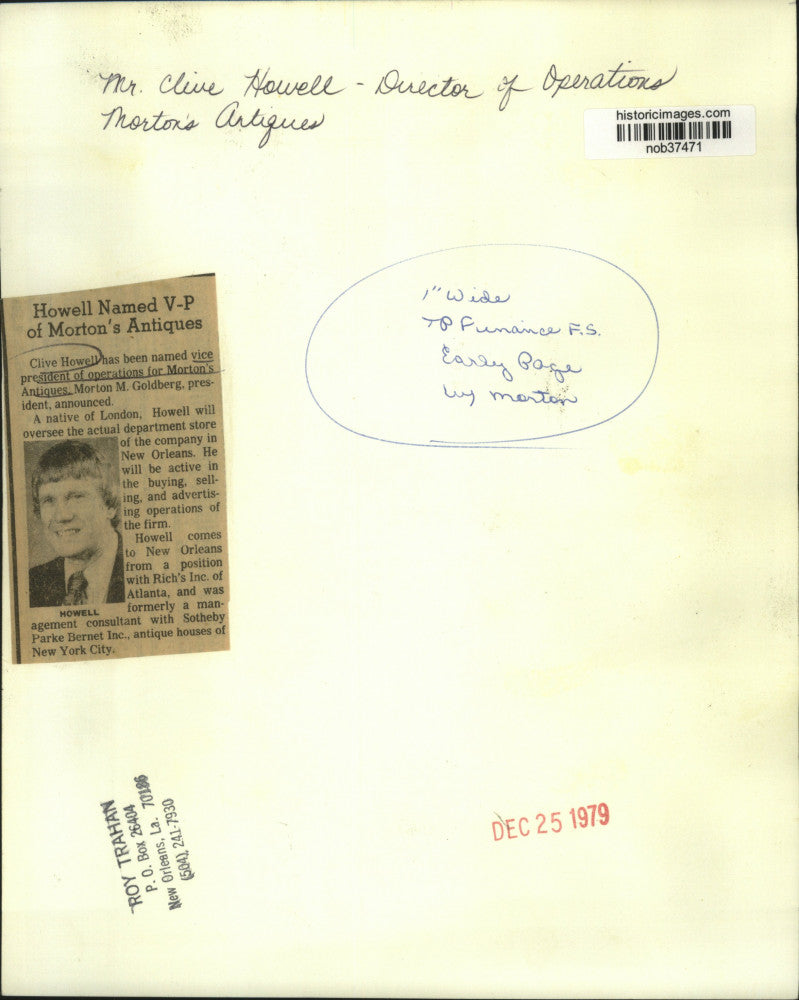 Mr. Clive Howell - Director of Operations
Morton's Antiques
historicimages.com
nob37471
1" Wide
TP Finance F.S.
Early Page
w/ morton
Howell Named V-P
of Morton's Antiques
Clive Howell has been named vice
president of operations for Morton's
Antiques, Morton M. Goldberg, pres-
ident, announced.
A native of London, Howell will
oversee the actual department store
of the company in
New Orleans. He
will be active in
the buying, sell-
ing, and advertis-
ing operations of
the firm.
Howell comes
to New Orleans
from a position
with Rich's Inc. of
Atlanta, and was
formerly a man-
HOWELL
agement consultant with Sotheby
Parke Bernet Inc., antique houses of
New York City.
ROY TRAHAN
P. O. Box 26404
New Orleans, La. 70186
(504) 241-7930
DEC 25 1979